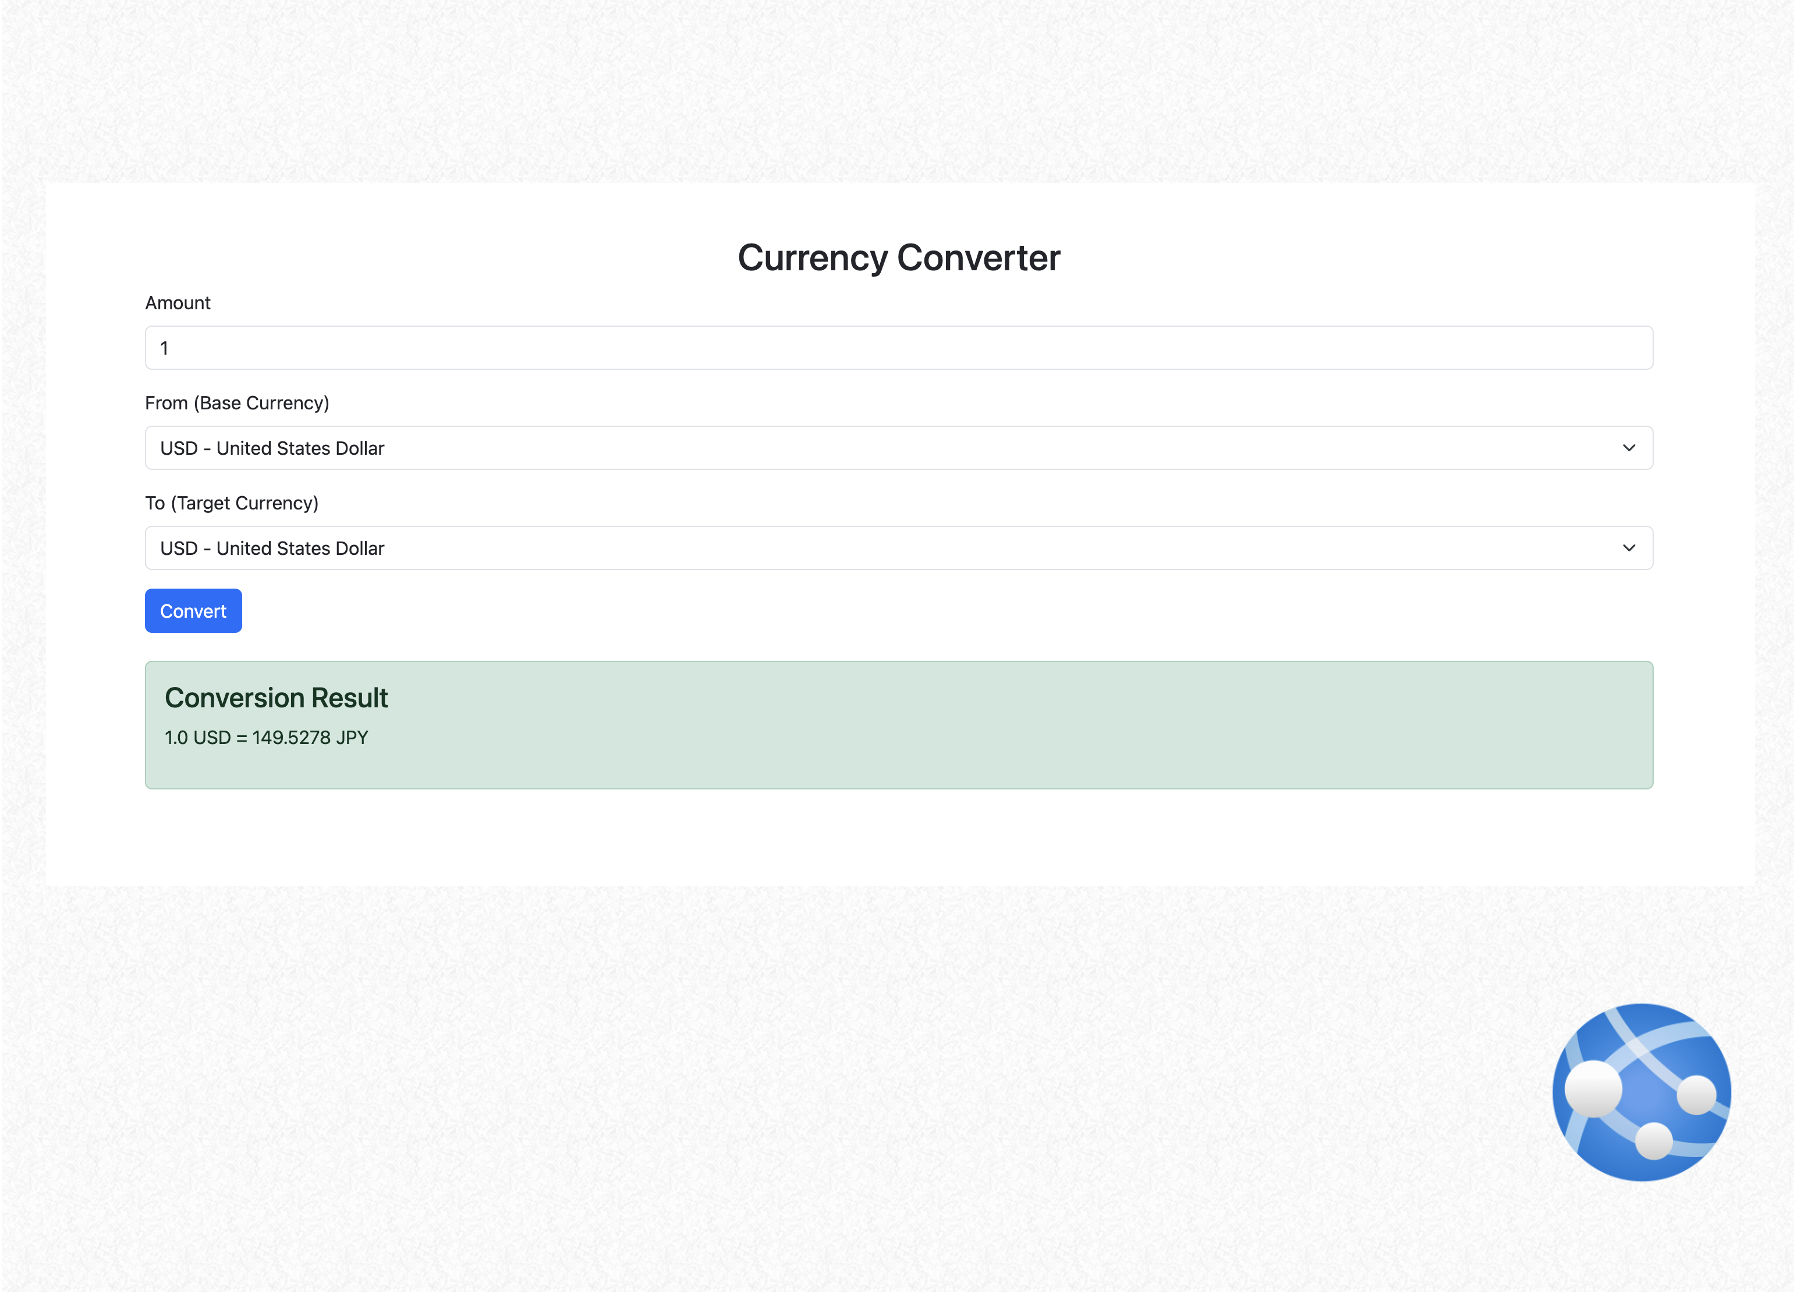 Currency Converter
Amount
1
From (Base Currency)
USD - United States Dollar
To (Target Currency)
USD - United States Dollar
Convert
Conversion Result
1.0 USD = 149.5278 JPY